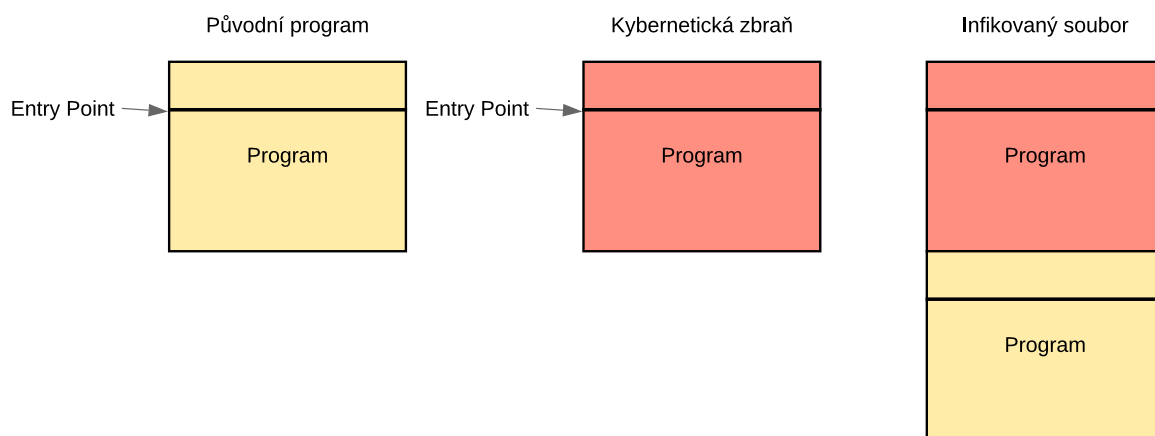 Původní program
Kybernetická zbraň
Infikovaný soubor
Entry Point
Entry Point
Program
Program
Program
Program